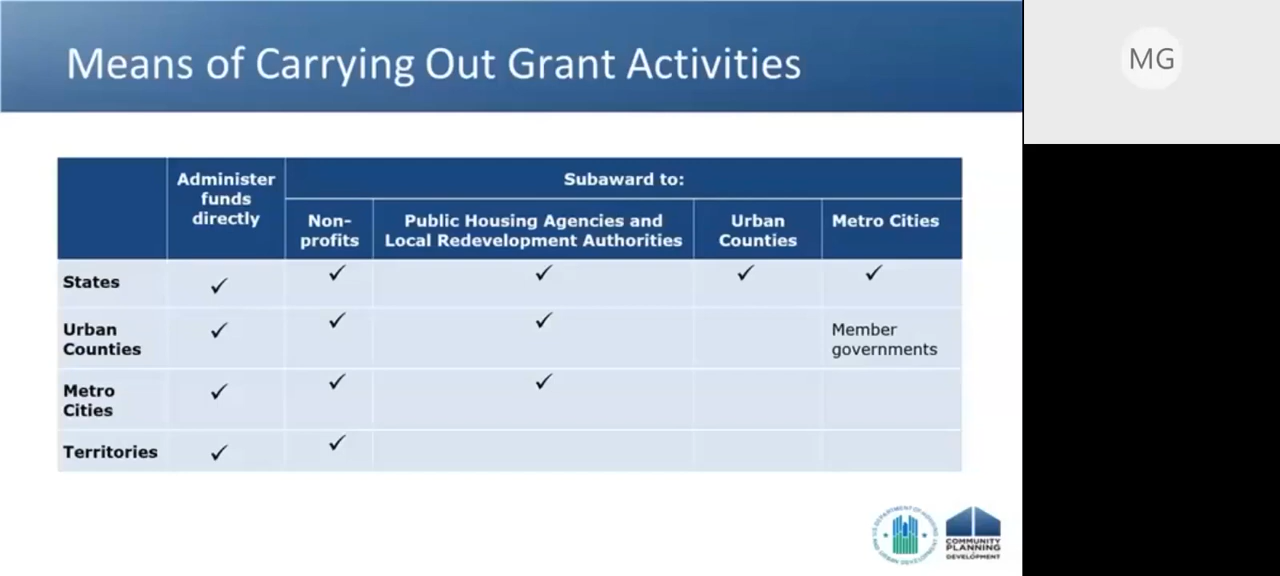 Means of Carrying Out Grant Activities
MG
Administer
funds
directly
Subaward to:
Non-
profits
Public Housing Agencies and
Local Redevelopment Authorities
Urban
Counties
Metro Cities
States
✓ ✓ ✓ ✓ ✓
Urban
Counties
✓ ✓ ✓
Member
governments
Metro
Cities
✓ ✓ ✓
Territories
✓ ✓
COMMUNITY
PLANNING
DEVELOPMENT